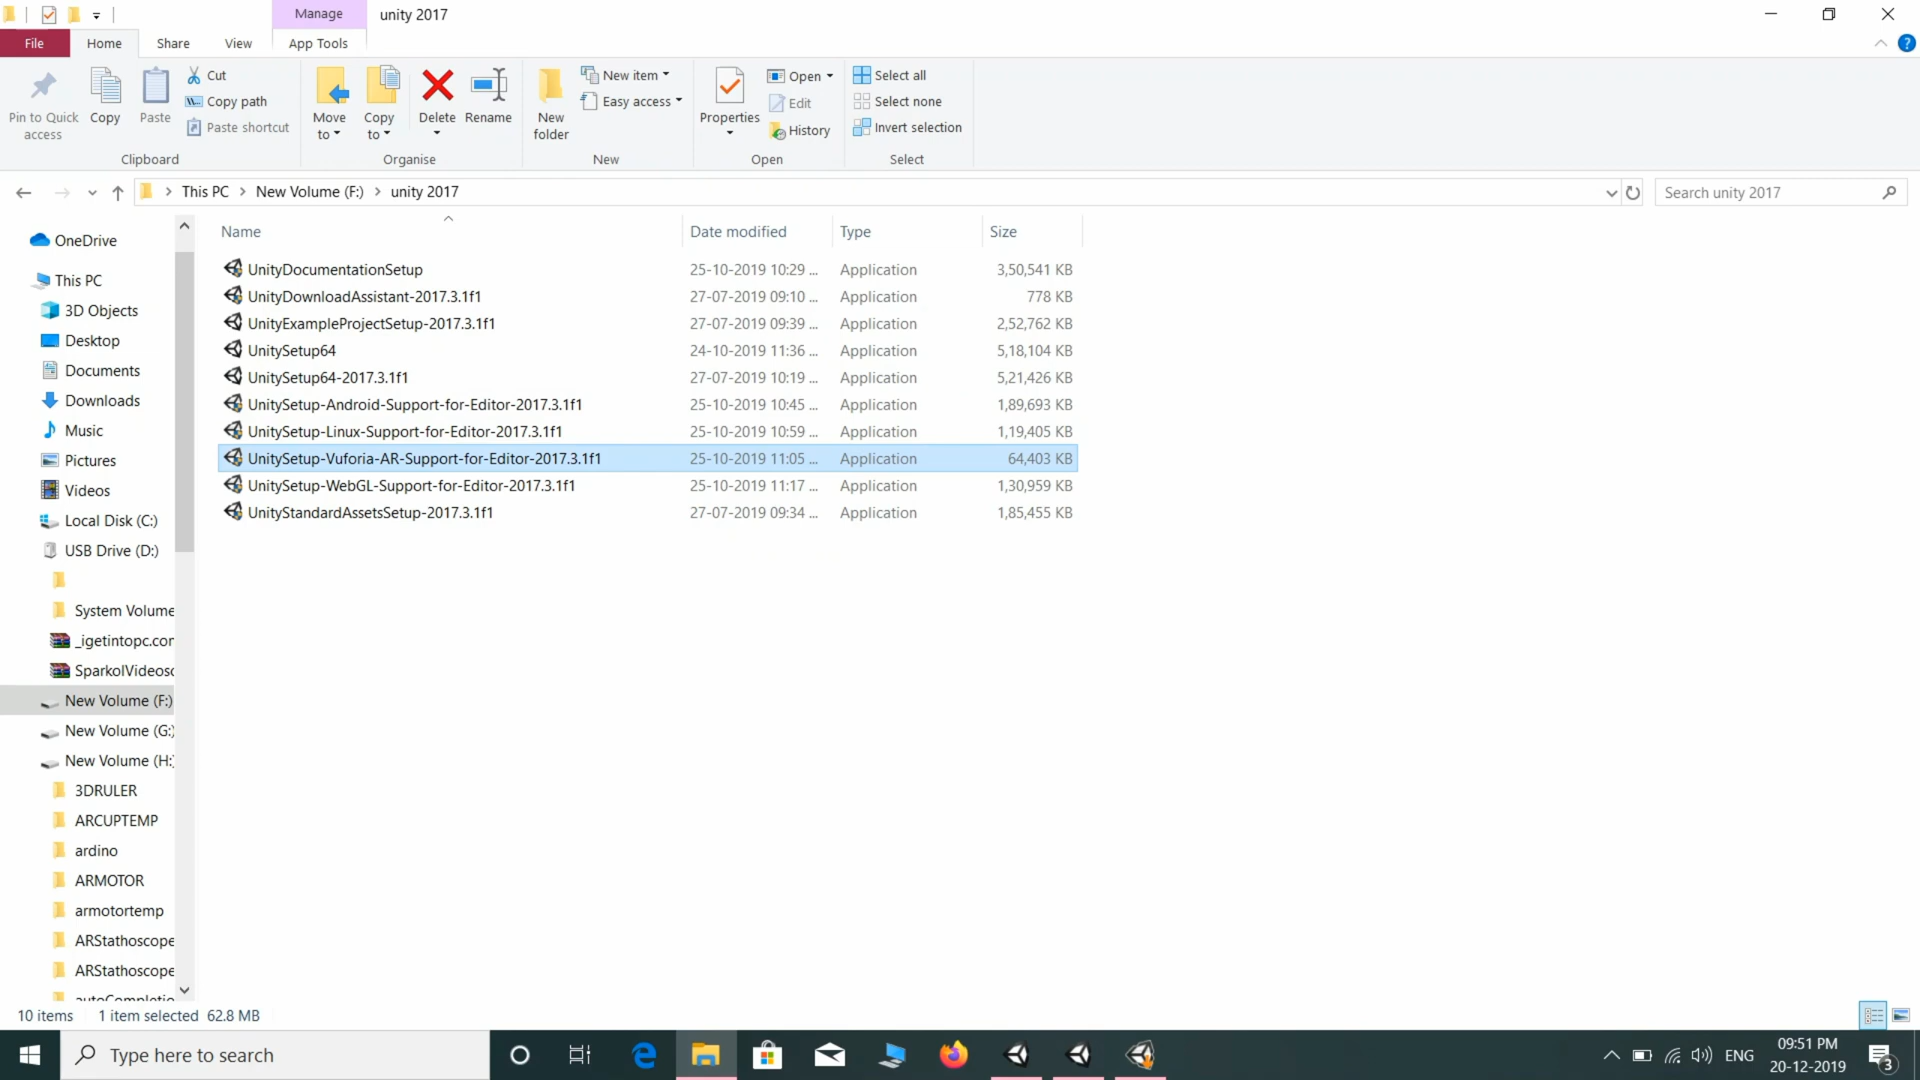 Manage
unity 2017
File
Home
Share
View
App Tools
Pin to Quick access
Copy
Paste
Cut
Copy path
Paste shortcut
Clipboard
Move to
Copy to
Delete
Rename
Organise
New folder
New item
Easy access
New
Properties
Open
Edit
History
Open
Select all
Select none
Invert selection
Select
This PC > New Volume (F:) > unity 2017
Search unity 2017
Name Date modified Type Size
UnityDocumentationSetup 25-10-2019 10:29 ... Application 3,50,541 KB
UnityDownloadAssistant-2017.3.1f1 27-07-2019 09:10 ... Application 778 KB
UnityExampleProjectSetup-2017.3.1f1 27-07-2019 09:39 ... Application 2,52,762 KB
UnitySetup64 24-10-2019 11:36 ... Application 5,18,104 KB
UnitySetup64-2017.3.1f1 27-07-2019 10:19 ... Application 5,21,426 KB
UnitySetup-Android-Support-for-Editor-2017.3.1f1 25-10-2019 10:45 ... Application 1,89,693 KB
UnitySetup-Linux-Support-for-Editor-2017.3.1f1 25-10-2019 10:59 ... Application 1,19,405 KB
UnitySetup-Vuforia-AR-Support-for-Editor-2017.3.1f1 25-10-2019 11:05 ... Application 64,403 KB
UnitySetup-WebGL-Support-for-Editor-2017.3.1f1 25-10-2019 11:17 ... Application 1,30,959 KB
UnityStandardAssetsSetup-2017.3.1f1 27-07-2019 09:34 ... Application 1,85,455 KB
OneDrive
This PC
3D Objects
Desktop
Documents
Downloads
Music
Pictures
Videos
Local Disk (C:)
USB Drive (D:)
System Volume
_igetintopc.com
SparkolVideosc
New Volume (F:)
New Volume (G:)
New Volume (H:)
3DRULER
ARCUPTEMP
ardino
ARMOTOR
armotortemp
ARStathoscope
ARStathoscope
autoCompletio
10 items 1 item selected 62.8 MB
Type here to search
ENG
09:51 PM
20-12-2019
3